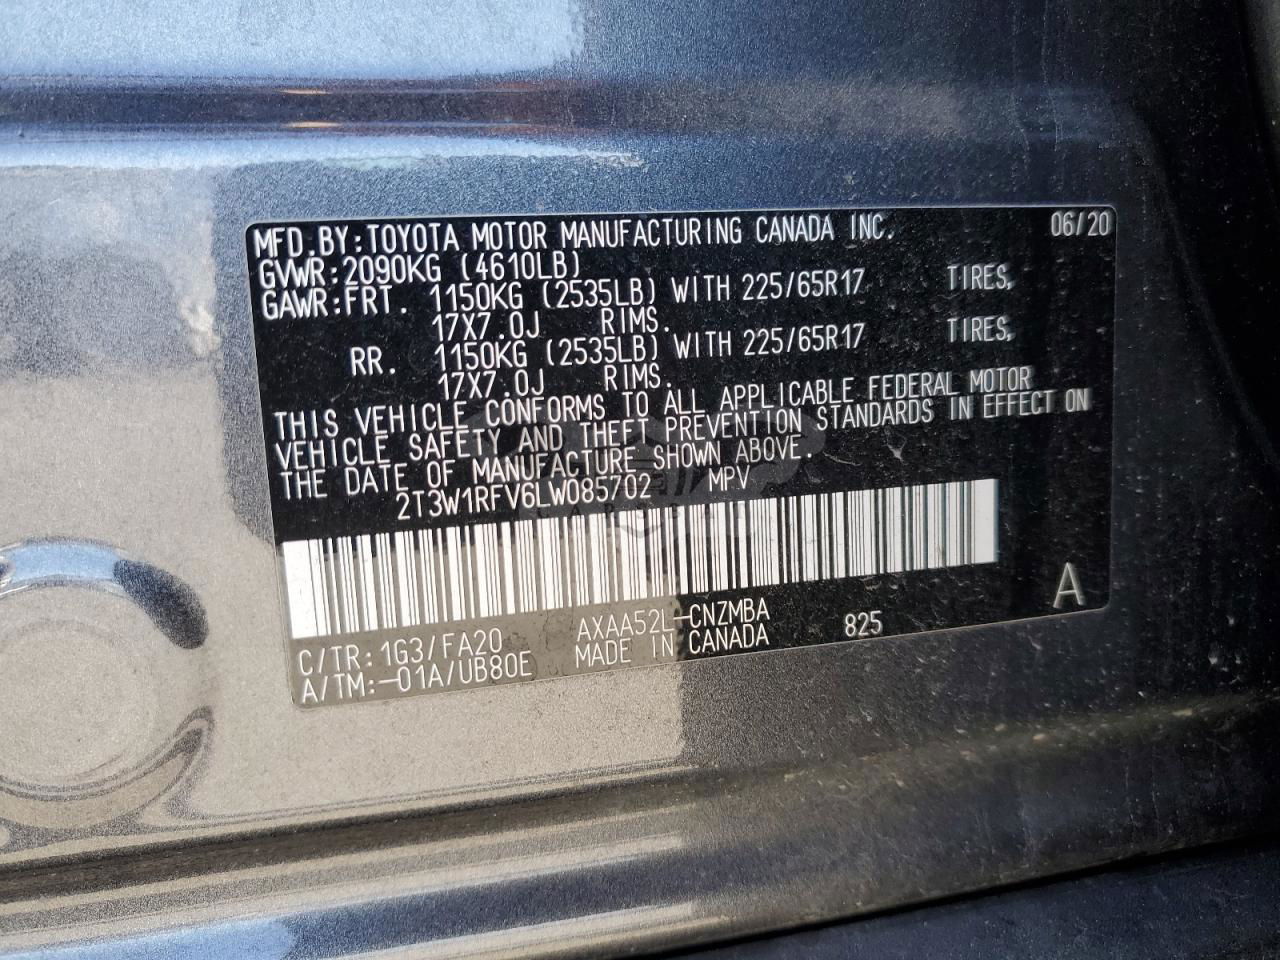 MFD.BY:TOYOTA MOTOR MANUFACTURING CANADA INC. 06/20
GVWR:2090KG (4610LB)
GAWR:FRT. 1150KG (2535LB) WITH 225/65R17 TIRES,
17X7.0J RIMS.
RR. 1150KG (2535LB) WITH 225/65R17 TIRES,
17X7.0J RIMS.
THIS VEHICLE CONFORMS TO ALL APPLICABLE FEDERAL MOTOR
VEHICLE SAFETY AND THEFT PREVENTION STANDARDS IN EFFECT ON
THE DATE OF MANUFACTURE SHOWN ABOVE.
2T3W1RFV6LW085702 MPV
C/TR:1G3/FA20 AXAA52L-CNZMBA 825 A
A/TM:-01A/UB80E MADE IN CANADA